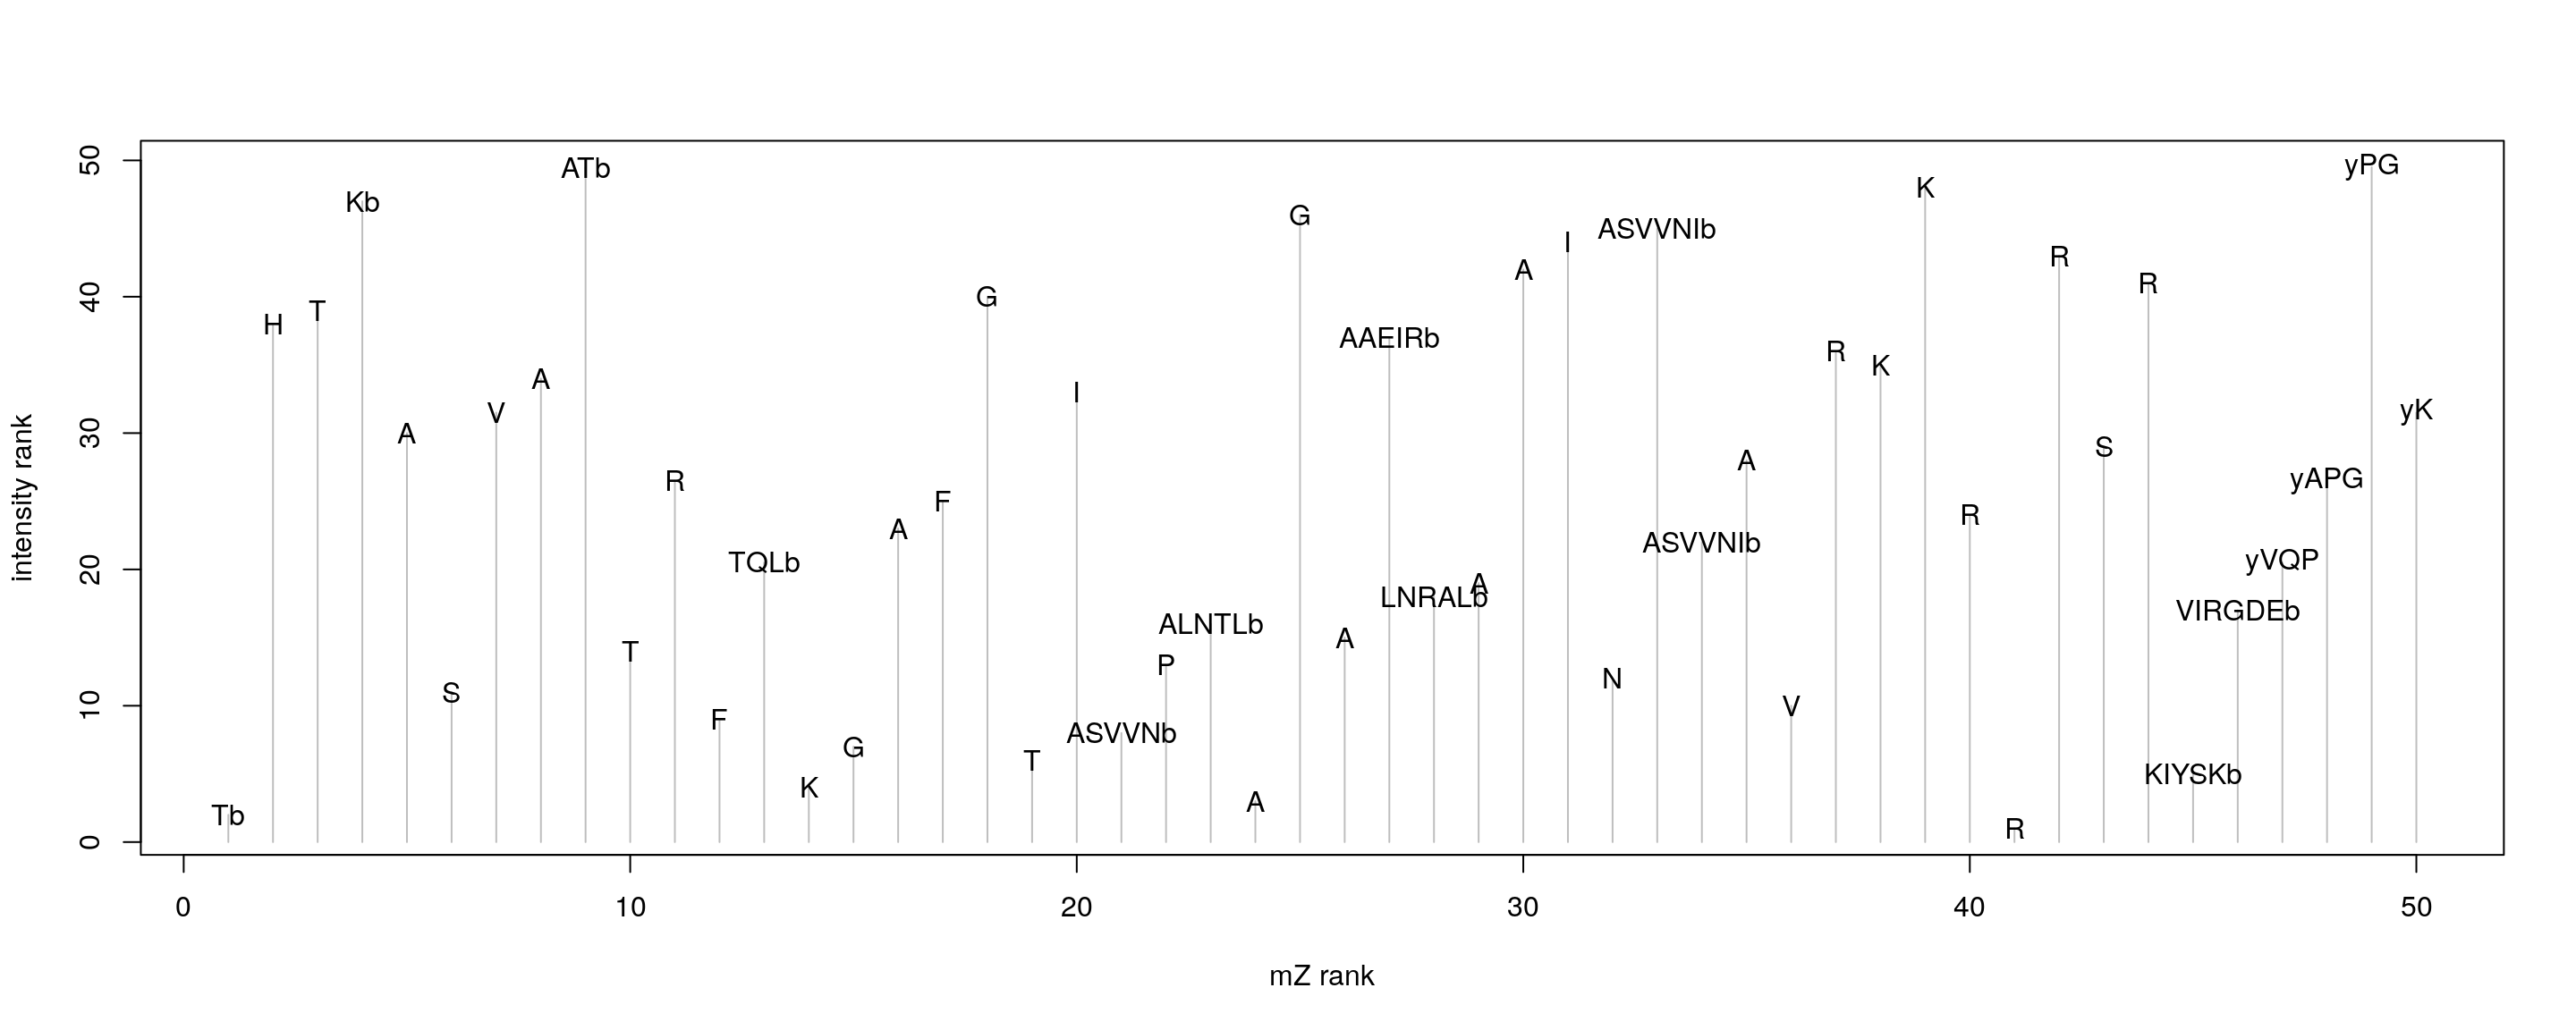 50
40
30
20
10
0
intensity rank
Tb
H
T
Kb
A
S
V
A
ATb
T
R
F
TQLb
K
G
A
F
G
T
I
ASVVNb
P
ALNTLb
A
G
A
AAEIRb
LNRALb
A
A
I
N
ASVVNIb
ASVVNIb
A
V
R
K
K
R
R
R
S
R
KIYSKb
VIRGDEb
yVQP
yAPG
yPG
yK
0
10
20
30
40
50
mZ rank